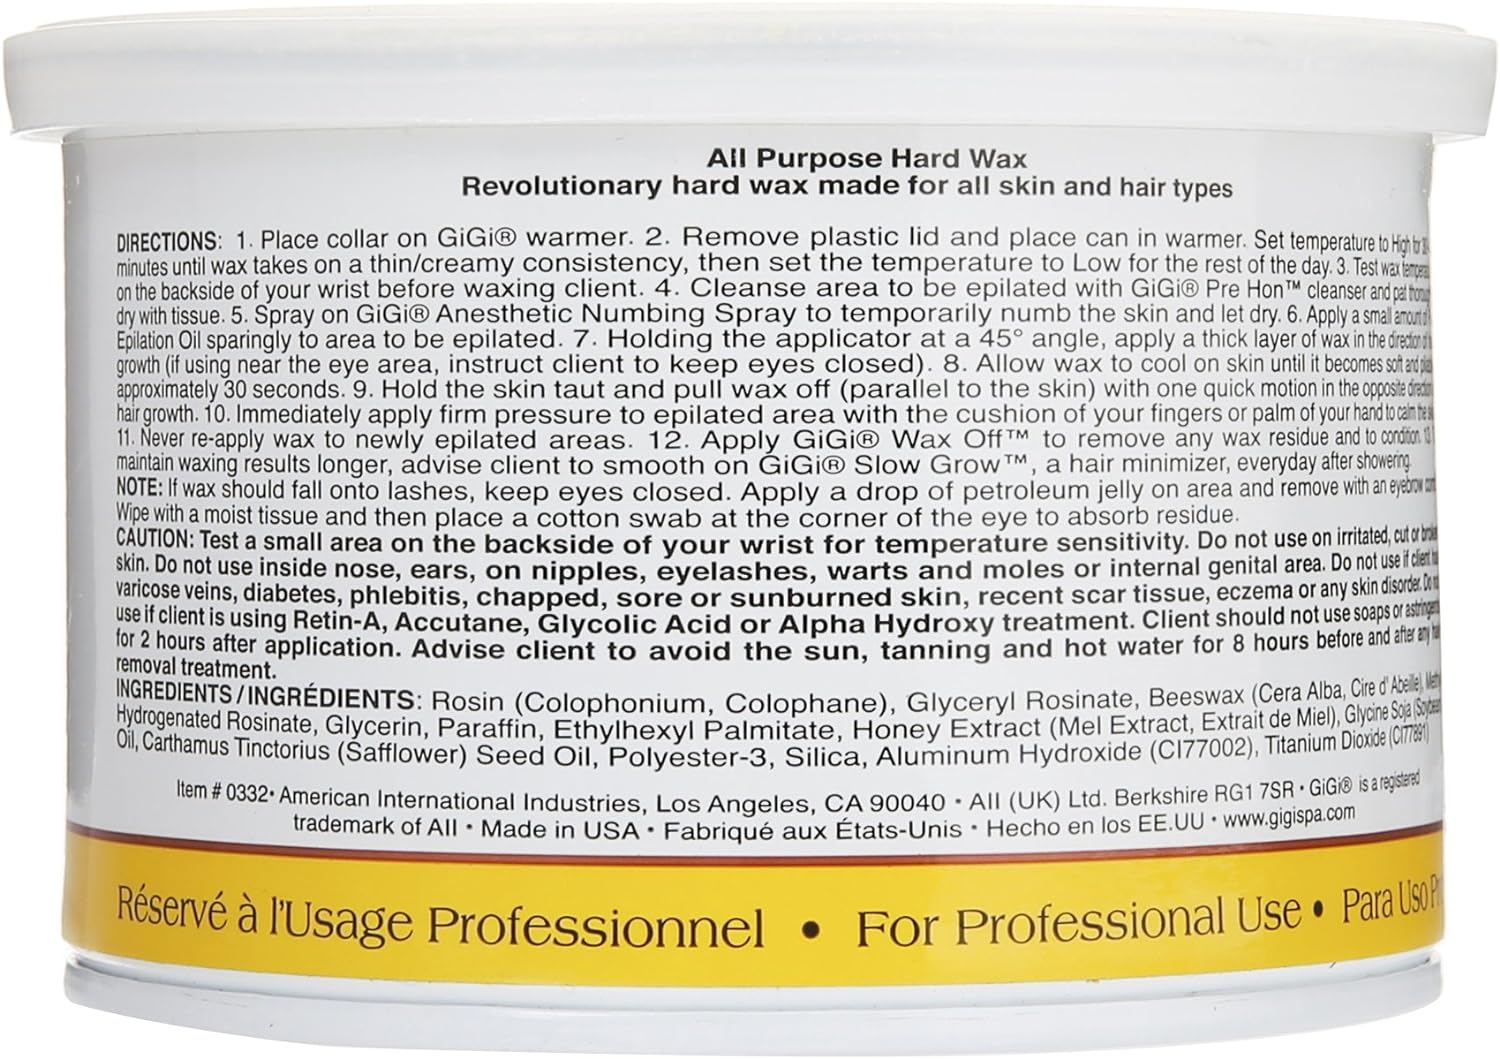 All Purpose Hard Wax
Revolutionary hard wax made for all skin and hair types
DIRECTIONS: 1. Place collar on GiGi® warmer. 2. Remove plastic lid and place can in warmer. Set temperature to High for
minutes until wax takes on a thin/creamy consistency, then set the temperature to Low for the rest of the day. 3. Test wax
on the backside of your wrist before waxing client. 4. Cleanse area to be epilated with GiGi® Pre Hon™ cleanser and pat
dry with tissue. 5. Spray on GiGi® Anesthetic Numbing Spray to temporarily numb the skin and let dry. 6. Apply a small amount of
Epilation Oil sparingly to area to be epilated. 7. Holding the applicator at a 45° angle, apply a thick layer of wax in the direction of
growth (if using near the eye area, instruct client to keep eyes closed). 8. Allow wax to cool on skin until it becomes soft and
approximately 30 seconds. 9. Hold the skin taut and pull wax off (parallel to the skin) with one quick motion in the opposite
hair growth. 10. Immediately apply firm pressure to epilated area with the cushion of your fingers or palm of your hand to calm the
11. Never re-apply wax to newly epilated areas. 12. Apply GiGi® Wax Off™ to remove any wax residue and to condition. 13.
maintain waxing results longer, advise client to smooth on GiGi® Slow Grow™, a hair minimizer, everyday after showering.
NOTE: If wax should fall onto lashes, keep eyes closed. Apply a drop of petroleum jelly on area and remove with an eyebrow
Wipe with a moist tissue and then place a cotton swab at the corner of the eye to absorb residue.
CAUTION: Test a small area on the backside of your wrist for temperature sensitivity. Do not use on irritated, cut or
skin. Do not use inside nose, ears, on nipples, eyelashes, warts and moles or internal genital area. Do not use if client
varicose veins, diabetes, phlebitis, chapped, sore or sunburned skin, recent scar tissue, eczema or any skin disorder. Do
use if client is using Retin-A, Accutane, Glycolic Acid or Alpha Hydroxy treatment. Client should not use soaps or
for 2 hours after application. Advise client to avoid the sun, tanning and hot water for 8 hours before and after any
removal treatment.
INGREDIENTS/INGRÉDIENTS: Rosin (Colophonium, Colophane), Glyceryl Rosinate, Beeswax (Cera Alba, Cire d'Abeille),
Hydrogenated Rosinate, Glycerin, Paraffin, Ethylhexyl Palmitate, Honey Extract (Mel Extract, Extrait de Miel), Glycine Soja
Oil, Carthamus Tinctorius (Safflower) Seed Oil, Polyester-3, Silica, Aluminum Hydroxide (CI77002), Titanium Dioxide (CI77891)
Item # 0332• American International Industries, Los Angeles, CA 90040 • AII (UK) Ltd. Berkshire RG1 7SR • GiGi® is a registered
trademark of AII • Made in USA • Fabriqué aux États-Unis • Hecho en los EE.UU • www.gigispa.com
Réservé à l'Usage Professionnel • For Professional Use • Para Uso